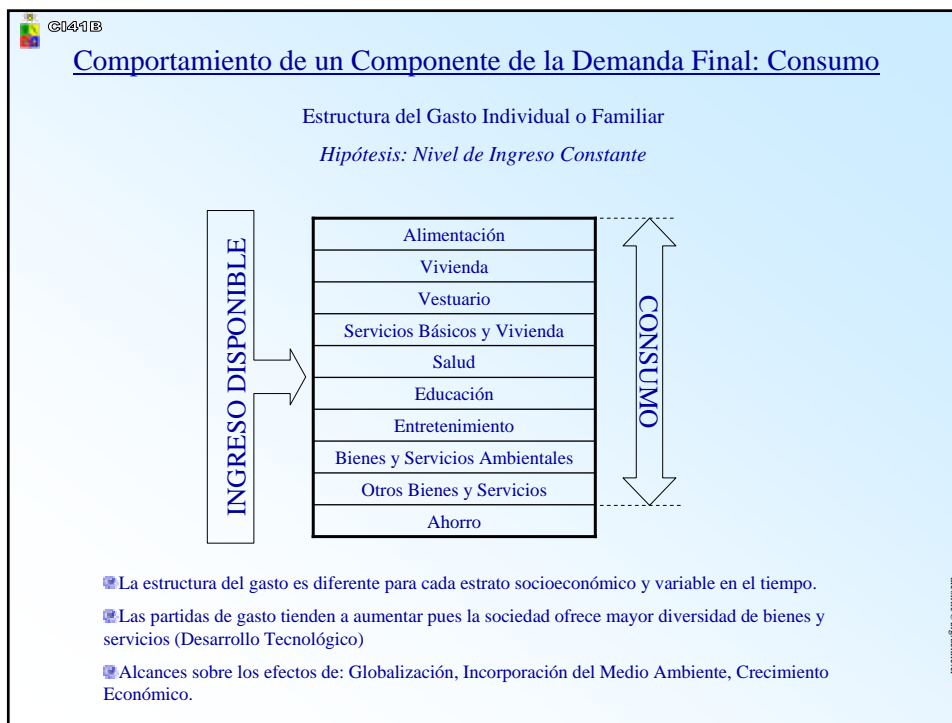 CI41B
Comportamiento de un Componente de la Demanda Final: Consumo
Estructura del Gasto Individual o Familiar
Hipótesis: Nivel de Ingreso Constante
INGRESO DISPONIBLE
Alimentación
Vivienda
Vestuario
Servicios Básicos y Vivienda
Salud
Educación
Entretenimiento
Bienes y Servicios Ambientales
Otros Bienes y Servicios
Ahorro
CONSUMO
La estructura del gasto es diferente para cada estrato socioeconómico y variable en el tiempo.
Las partidas de gasto tienden a aumentar pues la sociedad ofrece mayor diversidad de bienes y
servicios (Desarrollo Tecnológico)
Alcances sobre los efectos de: Globalización, Incorporación del Medio Ambiente, Crecimiento
Económico.